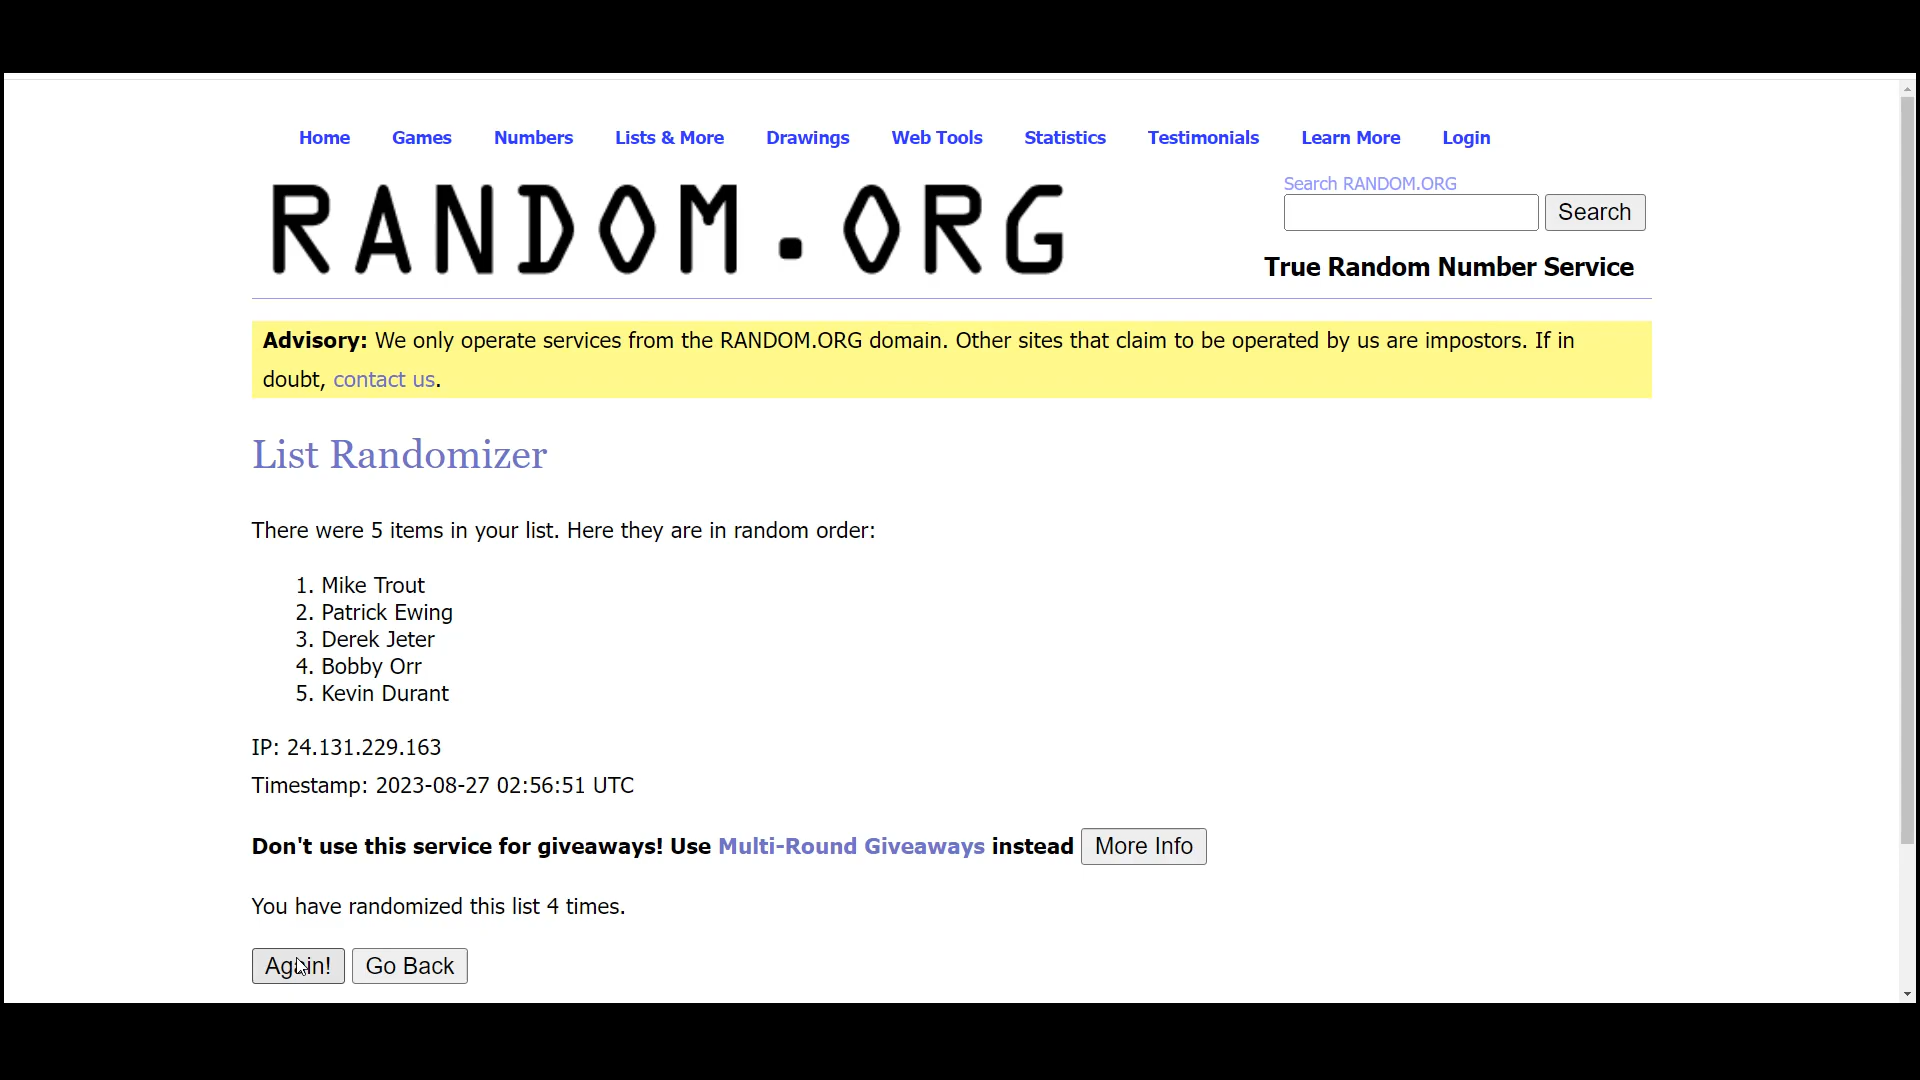 Home Games Numbers Lists & More Drawings Web Tools Statistics Testimonials Learn More Login
RANDOM.ORG
Search RANDOM.ORG
Search
True Random Number Service
Advisory: We only operate services from the RANDOM.ORG domain. Other sites that claim to be operated by us are impostors. If in
doubt, contact us.
List Randomizer
There were 5 items in your list. Here they are in random order:
1. Mike Trout
2. Patrick Ewing
3. Derek Jeter
4. Bobby Orr
5. Kevin Durant
IP: 24.131.229.163
Timestamp: 2023-08-27 02:56:51 UTC
Don't use this service for giveaways! Use Multi-Round Giveaways instead More Info
You have randomized this list 4 times.
Again! Go Back